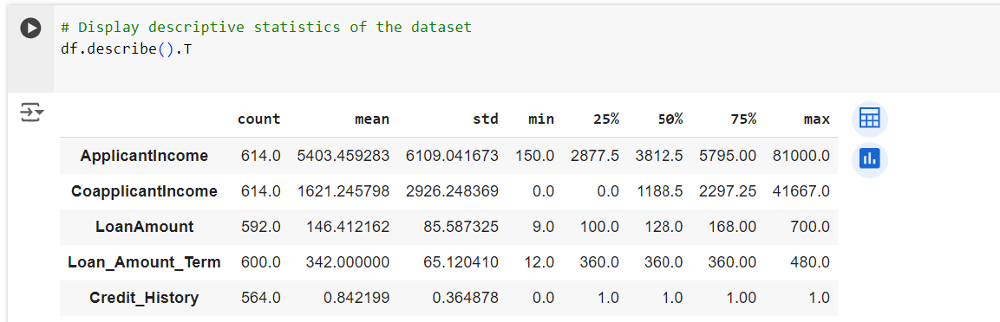 # Display descriptive statistics of the dataset
df.describe().T
count mean std min 25% 50% 75% max
ApplicantIncome 614.0 5403.459283 6109.041673 150.0 2877.5 3812.5 5795.00 81000.0
CoapplicantIncome 614.0 1621.245798 2926.248369 0.0 0.0 1188.5 2297.25 41667.0
LoanAmount 592.0 146.412162 85.587325 9.0 100.0 128.0 168.00 700.0
Loan_Amount_Term 600.0 342.000000 65.120410 12.0 360.0 360.0 360.00 480.0
Credit_History 564.0 0.842199 0.364878 0.0 1.0 1.0 1.00 1.0